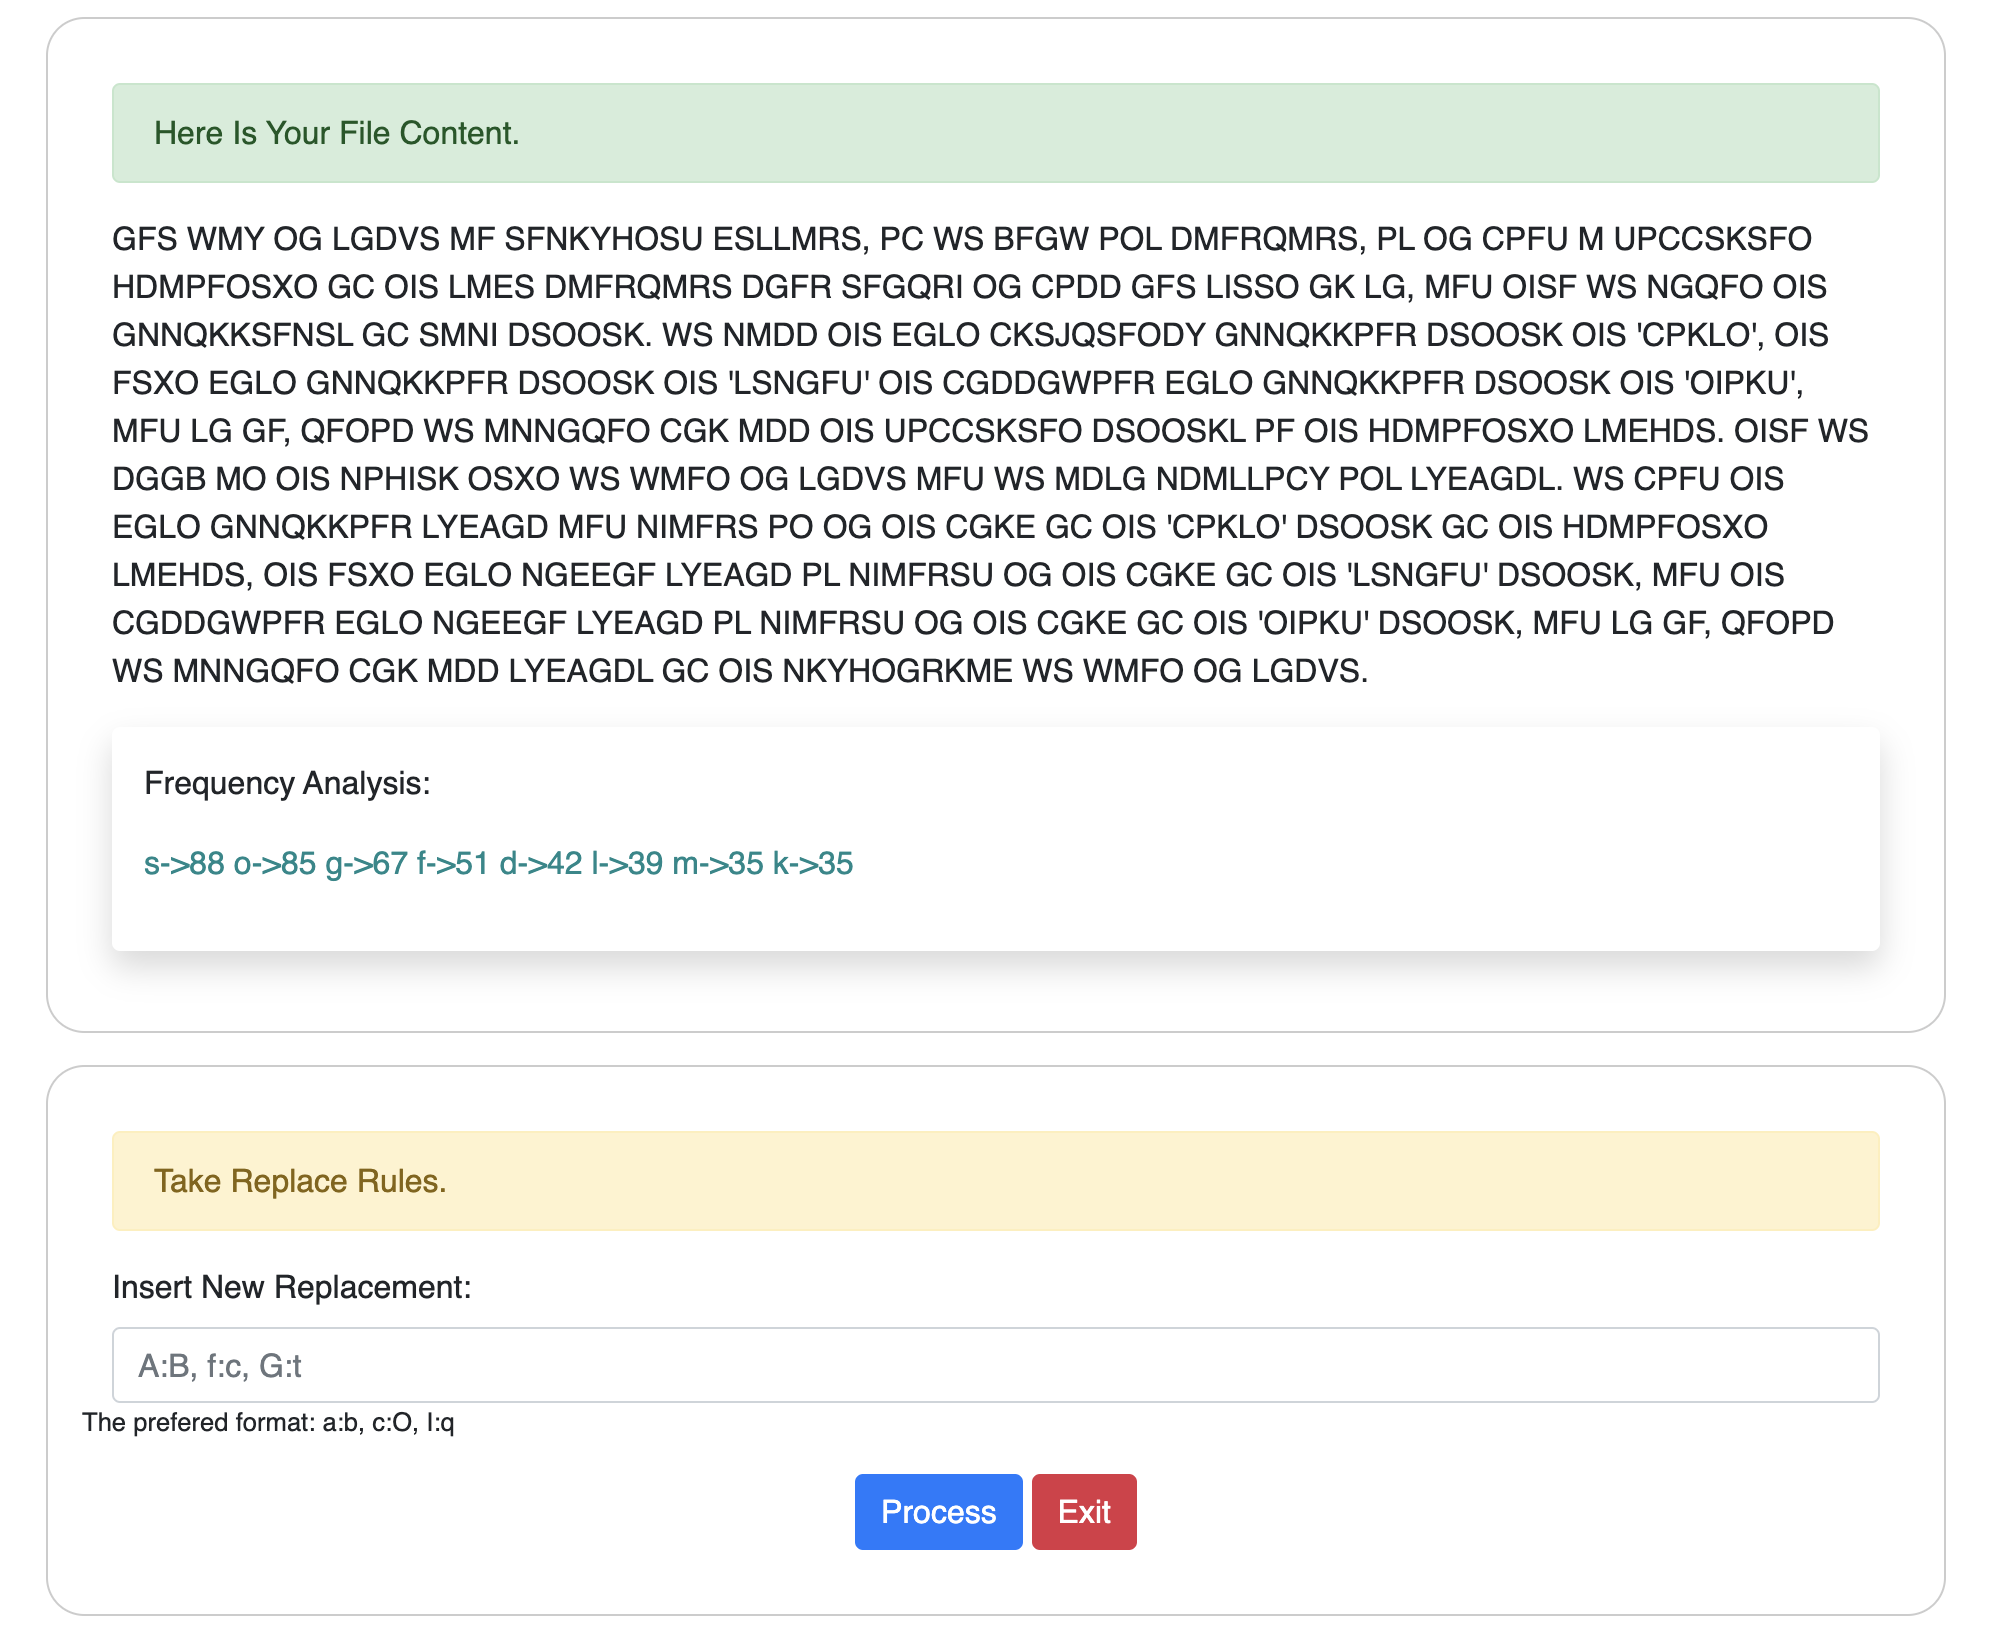 Here Is Your File Content.
GFS WMY OG LGDVS MF SFNKYHOSU ESLLMRS, PC WS BFGW POL DMFRQMRS, PL OG CPFU M UPCCSKSFO
HDMPFOSXO GC OIS LMES DMFRQMRS DGFR SFGQRI OG CPDD GFS LISSO GK LG, MFU OISF WS NGQFO OIS
GNNQKKSFNSL GC SMNI DSOOSK. WS NMDD OIS EGLO CKSJQSFODY GNNQKKPFR DSOOSK OIS 'CPKLO', OIS
FSXO EGLO GNNQKKPFR DSOOSK OIS 'LSNGFU' OIS CGDDGWPFR EGLO GNNQKKPFR DSOOSK OIS 'OIPKU',
MFU LG GF, QFOPD WS MNNGQFO CGK MDD OIS UPCCSKSFO DSOOSKL PF OIS HDMPFOSXO LMEHDS. OISF WS
DGGB MO OIS NPHISK OSXO WS WMFO OG LGDVS MFU WS MDLG NDMLLPCY POL LYEAGDL. WS CPFU OIS
EGLO GNNQKKPFR LYEAGD MFU NIMFRS PO OG OIS CGKE GC OIS 'CPKLO' DSOOSK GC OIS HDMPFOSXO
LMEHDS, OIS FSXO EGLO NGEEGF LYEAGD PL NIMFRSU OG OIS CGKE GC OIS 'LSNGFU' DSOOSK, MFU OIS
CGDDGWPFR EGLO NGEEGF LYEAGD PL NIMFRSU OG OIS CGKE GC OIS 'OIPKU' DSOOSK, MFU LG GF, QFOPD
WS MNNGQFO CGK MDD LYEAGDL GC OIS NKYHOGRKME WS WMFO OG LGDVS.
Frequency Analysis:
s->88 o->85 g->67 f->51 d->42 l->39 m->35 k->35
Take Replace Rules.
Insert New Replacement:
A:B, f:c, G:t
The prefered format: a:b, c:O, I:q
Process Exit